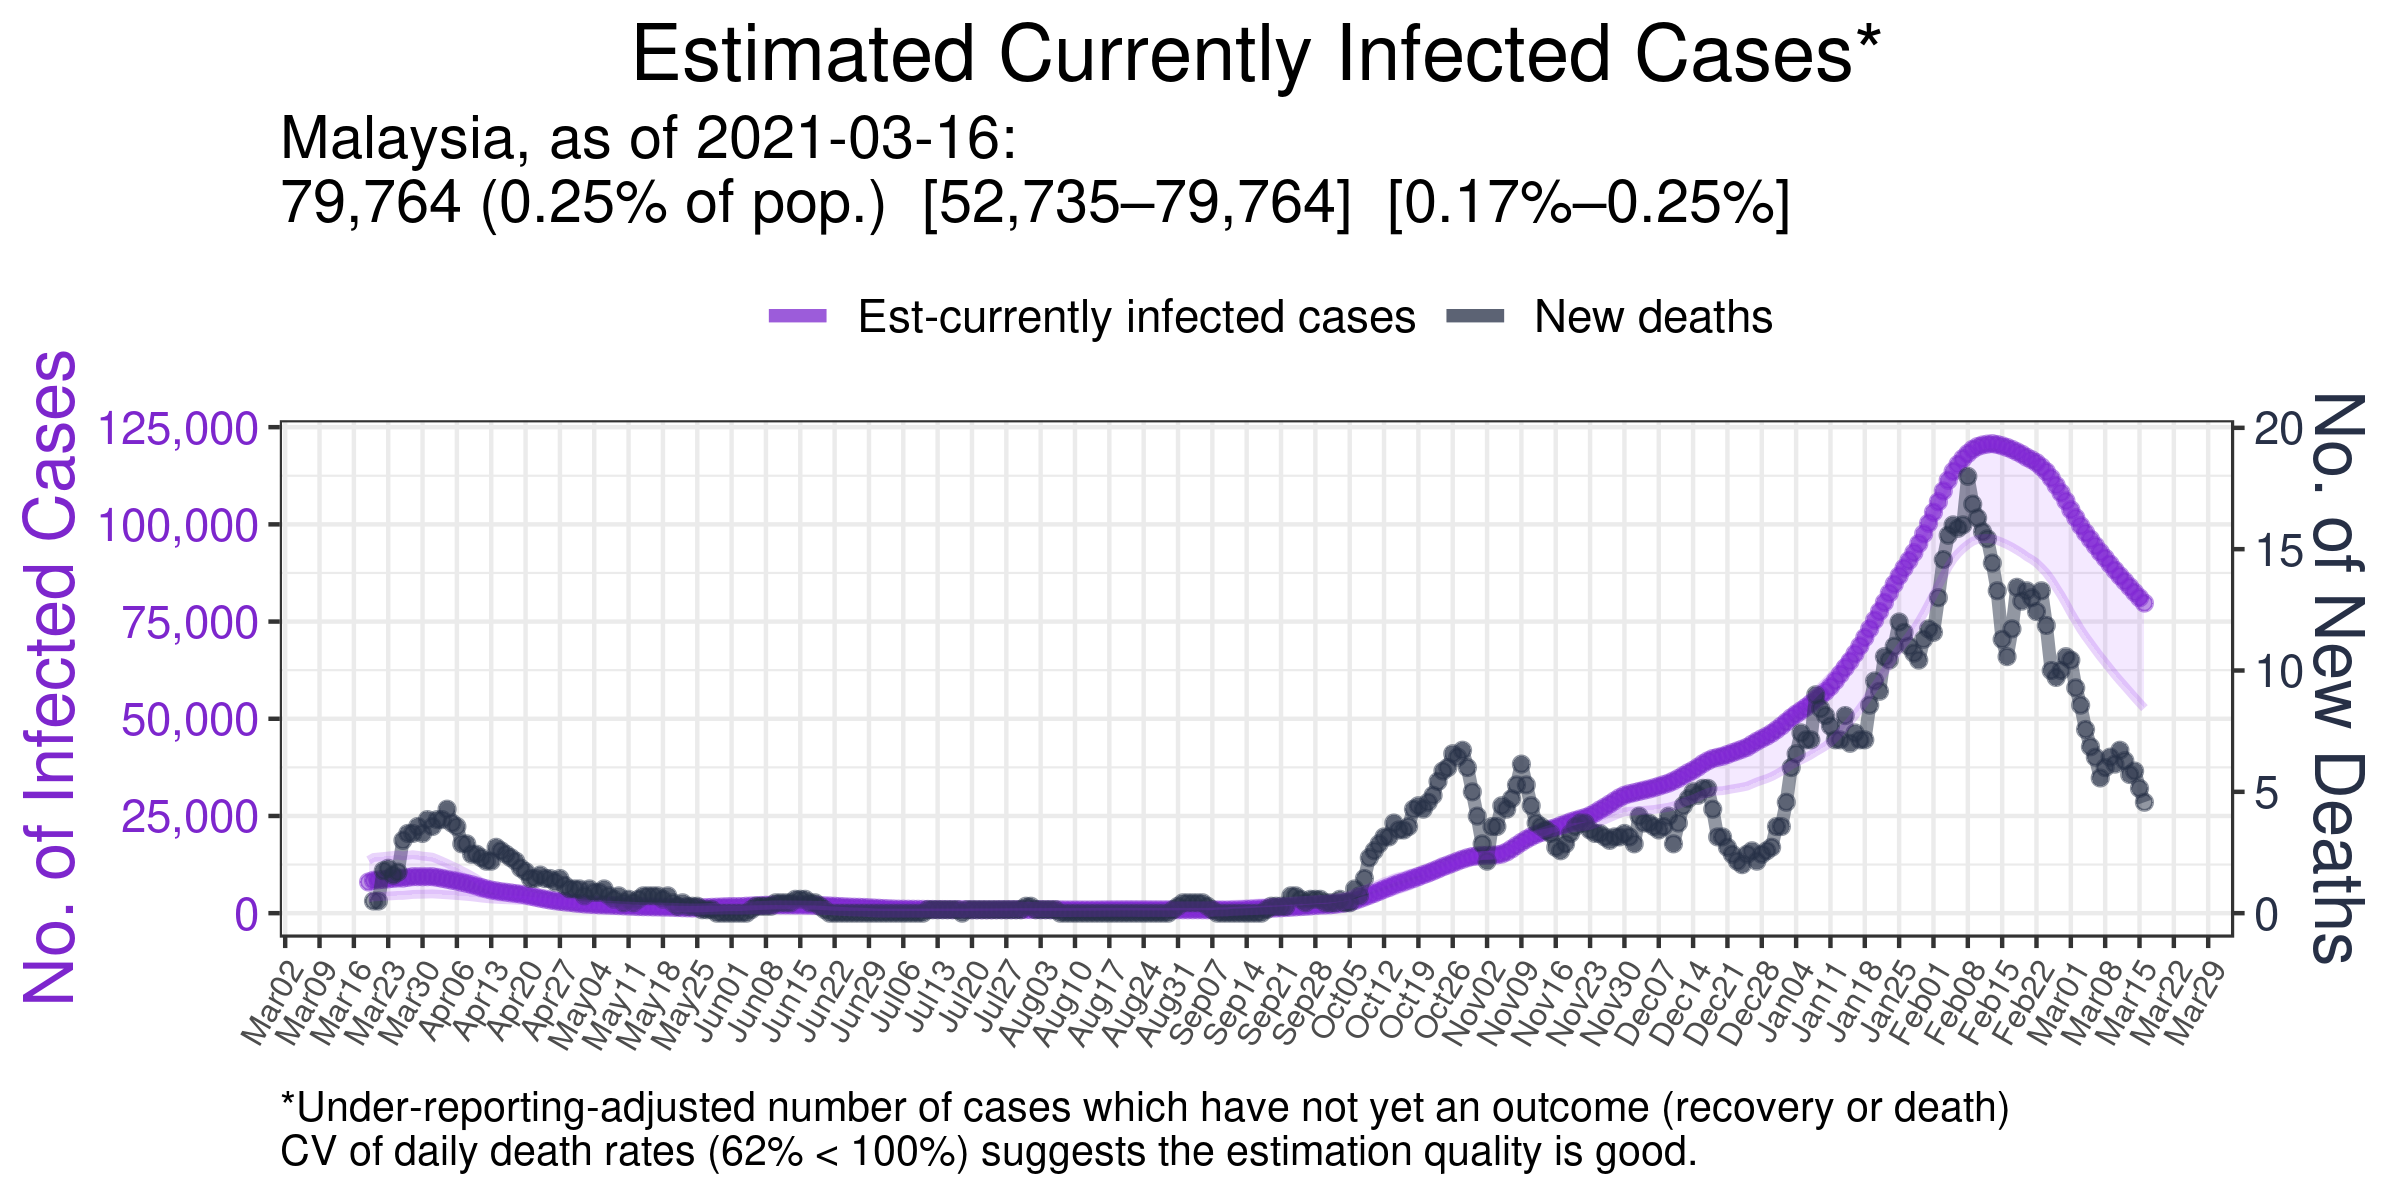 Estimated Currently Infected Cases*
Malaysia, as of 2021-03-16:
79,764 (0.25% of pop.) [52,735–79,764] [0.17%–0.25%]
Est-currently infected cases New deaths
No. of Infected Cases
125,000
100,000
75,000
50,000
25,000
0
20
15
10
5
0
No. of New Deaths
Mar02 Mar09 Mar16 Mar23 Mar30 Apr06 Apr13 Apr20 Apr27 May04 May11 May18 May25 Jun01 Jun08 Jun15 Jun22 Jun29 Jul06 Jul13 Jul20 Jul27 Aug03 Aug10 Aug17 Aug24 Aug31 Sep07 Sep14 Sep21 Sep28 Oct05 Oct12 Oct19 Oct26 Nov02 Nov09 Nov16 Nov23 Nov30 Dec07 Dec14 Dec21 Dec28 Jan04 Jan11 Jan18 Jan25 Feb01 Feb08 Feb15 Feb22 Mar01 Mar08 Mar15 Mar22 Mar29
*Under-reporting-adjusted number of cases which have not yet an outcome (recovery or death)
CV of daily death rates (62% < 100%) suggests the estimation quality is good.